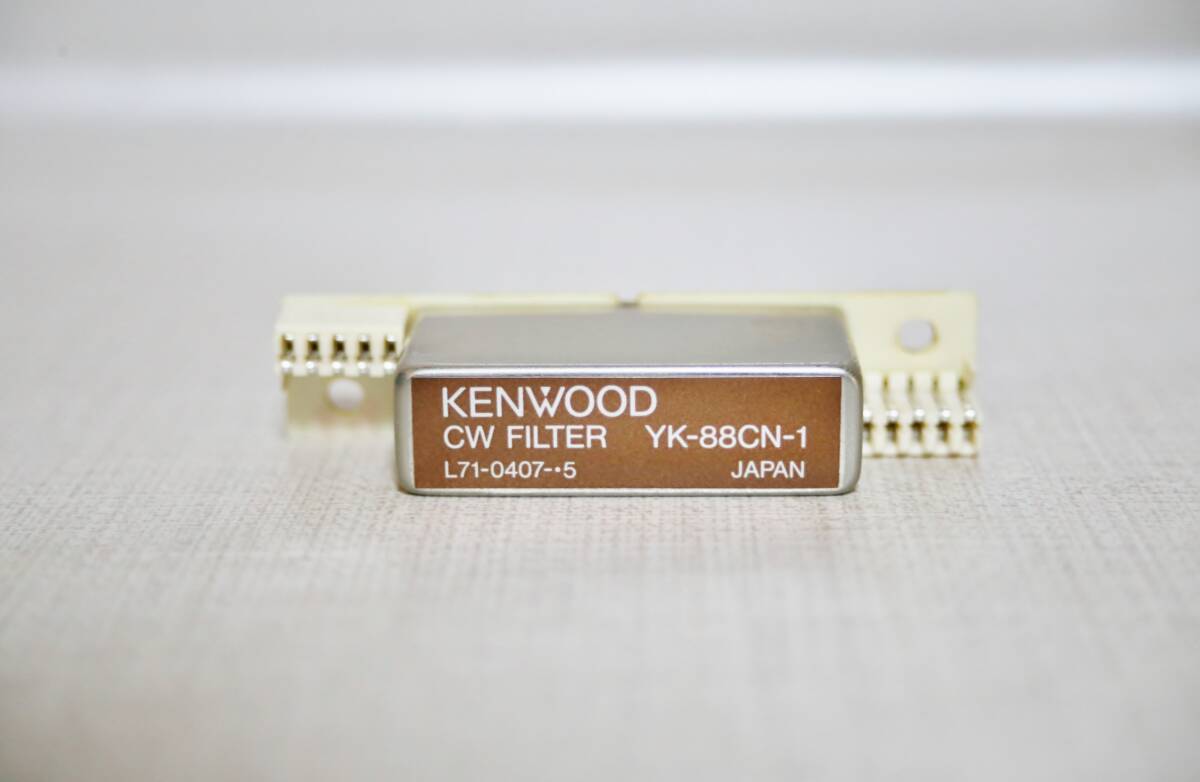 KENWOOD
CW FILTER YK-88CN-1
L71-0407-•5
JAPAN